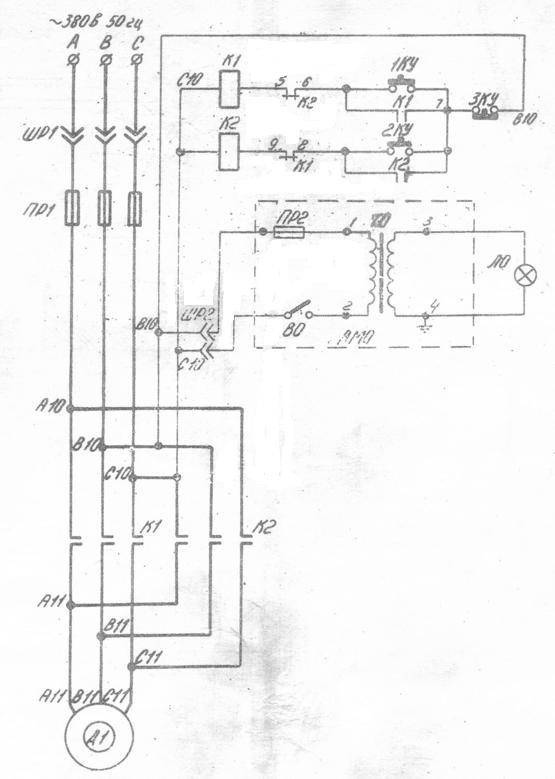 ~380в 50гц
А В С
ШР1
ПР1
С10 К1 5 6 К2 1КУ К1 7 3КУ В10
К2 9 8 К1 2КУ К2
ПР2 1 3
ЛО
ВО 2 4
ШР2
В10
С10
А10
В10
С10
К1 К2
А11
В11
С11
А11 В11 С11
Д1